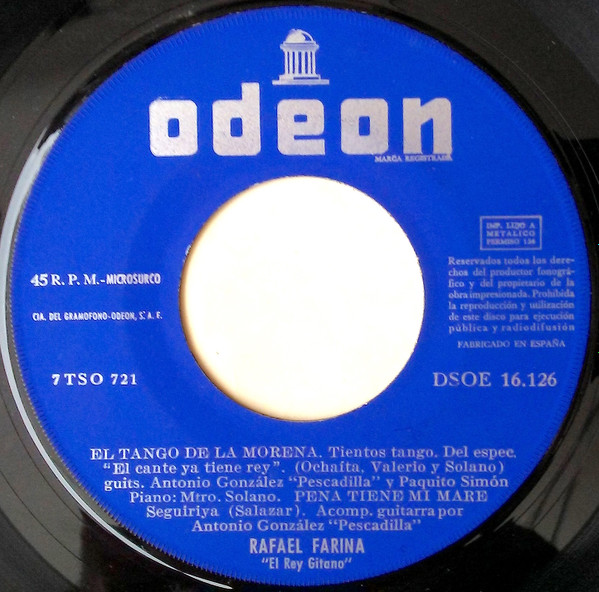 odeon
MARCA REGISTRADA
IMP. LUJO A
METALICO
PERMISO 136
45 R. P. M.-MICROSURCO
CIA. DEL GRAMOFONO-ODEON, S. A. E.
Reservados todos los dere-
chos del productor fonográ-
fico y del propietario de la
obra impresionada. Prohibida
la reproducción y utilización
de este disco para ejecución
pública y radiodifusión
FABRICADO EN ESPAÑA
7 TSO 721
DSOE 16.126
EL TANGO DE LA MORENA. Tientos tango. Del espec.
"El cante ya tiene rey". (Ochaíta, Valerio y Solano)
guits. Antonio González "Pescadilla" y Paquito Simón
Piano: Mtro. Solano. PENA TIENE MI MARE
Seguiriya (Salazar). Acomp. guitarra por
Antonio González "Pescadilla"
RAFAEL FARINA
"El Rey Gitano"